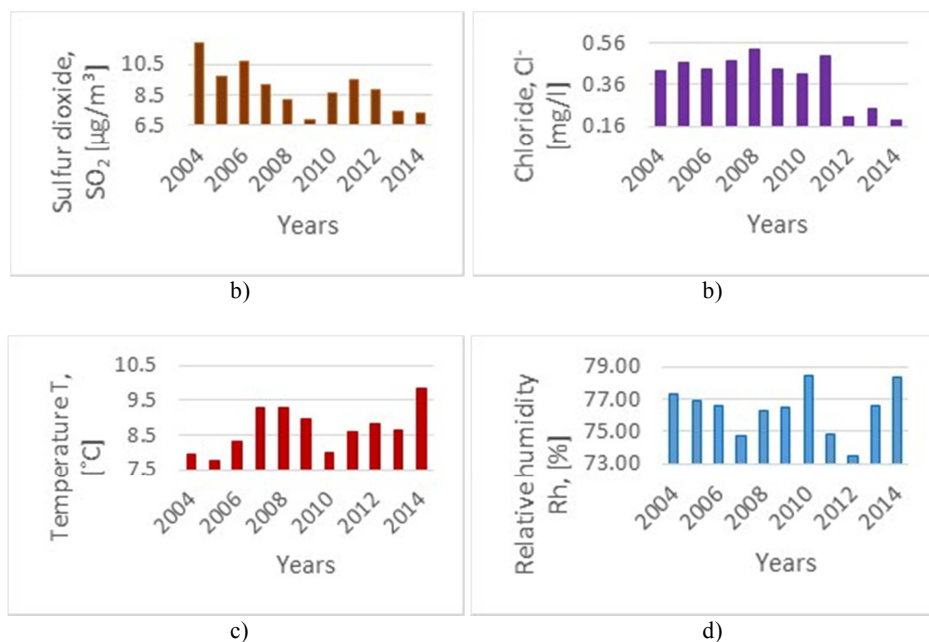 Sulfur dioxide,
SO₂ [µg/m³]
10.5
8.5
6.5
2004
2006
2008
2010
2012
2014
Years
b)
Chloride, Cl⁻
[mg/l]
0.56
0.36
0.16
2004
2006
2008
2010
2012
2014
Years
b)
Temperature T,
[°C]
10.5
9.5
8.5
7.5
2004
2006
2008
2010
2012
2014
Years
c)
Relative humidity
Rh, [%]
79.00
77.00
75.00
73.00
2004
2006
2008
2010
2012
2014
Years
d)